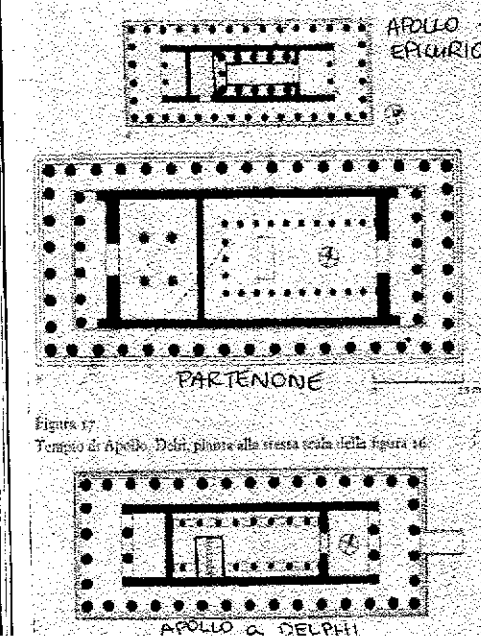 APOLLO
EPICURIO
PARTENONE
Figura 17
Tempio di Apollo, Delfi, pianta alla stessa scala della figura 16.
APOLLO a DELPHI